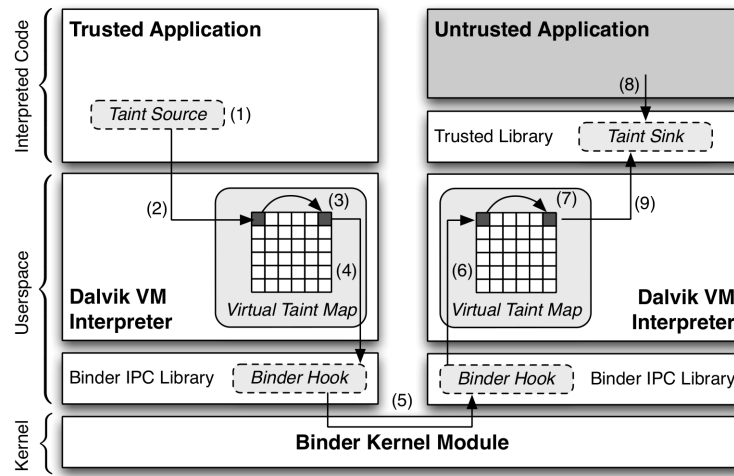 Trusted Application
Untrusted Application
Interpreted Code
Taint Source
(1)
(8)
Trusted Library
Taint Sink
(2)
(3)
(4)
(7)
(9)
(6)
Userspace
Virtual Taint Map
Virtual Taint Map
Dalvik VM
Interpreter
Dalvik VM
Interpreter
Binder IPC Library
Binder Hook
Binder Hook
Binder IPC Library
(5)
Kernel
Binder Kernel Module